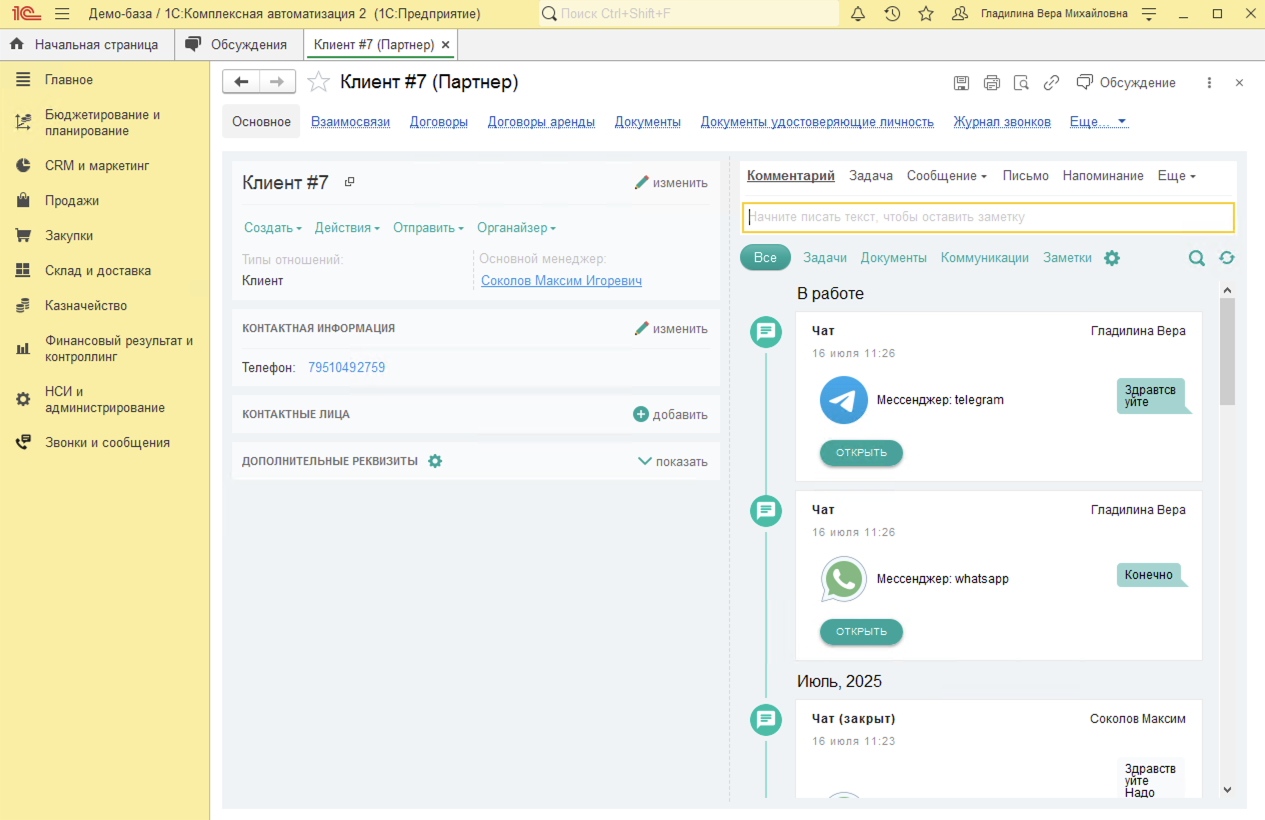 1С Демо-база / 1С:Комплексная автоматизация 2 (1С:Предприятие) Поиск Ctrl+Shift+F Гладилина Вера Михайловна
Начальная страница Обсуждения Клиент #7 (Партнер)
Главное
Бюджетирование и
планирование
CRM и маркетинг
Продажи
Закупки
Склад и доставка
Казначейство
Финансовый результат и
контроллинг
НСИ и
администрирование
Звонки и сообщения
Клиент #7 (Партнер) Обсуждение
Основное Взаимосвязи Договоры Договоры аренды Документы Документы удостоверяющие личность Журнал звонков Еще...
Клиент #7 изменить
Создать Действия Отправить Органайзер
Типы отношений: Основной менеджер:
Клиент Соколов Максим Игоревич
КОНТАКТНАЯ ИНФОРМАЦИЯ изменить
Телефон: 79510492759
КОНТАКТНЫЕ ЛИЦА добавить
ДОПОЛНИТЕЛЬНЫЕ РЕКВИЗИТЫ показать
Комментарий Задача Сообщение Письмо Напоминание Еще
Начните писать текст, чтобы оставить заметку
Все Задачи Документы Коммуникации Заметки
В работе
Чат Гладилина Вера
16 июля 11:26
Мессенджер: telegram
Здравтсв
уйте
ОТКРЫТЬ
Чат Гладилина Вера
16 июля 11:26
Мессенджер: whatsapp Конечно
ОТКРЫТЬ
Июль, 2025
Чат (закрыт) Соколов Максим
16 июля 11:23
Здравств
уйте
Надо